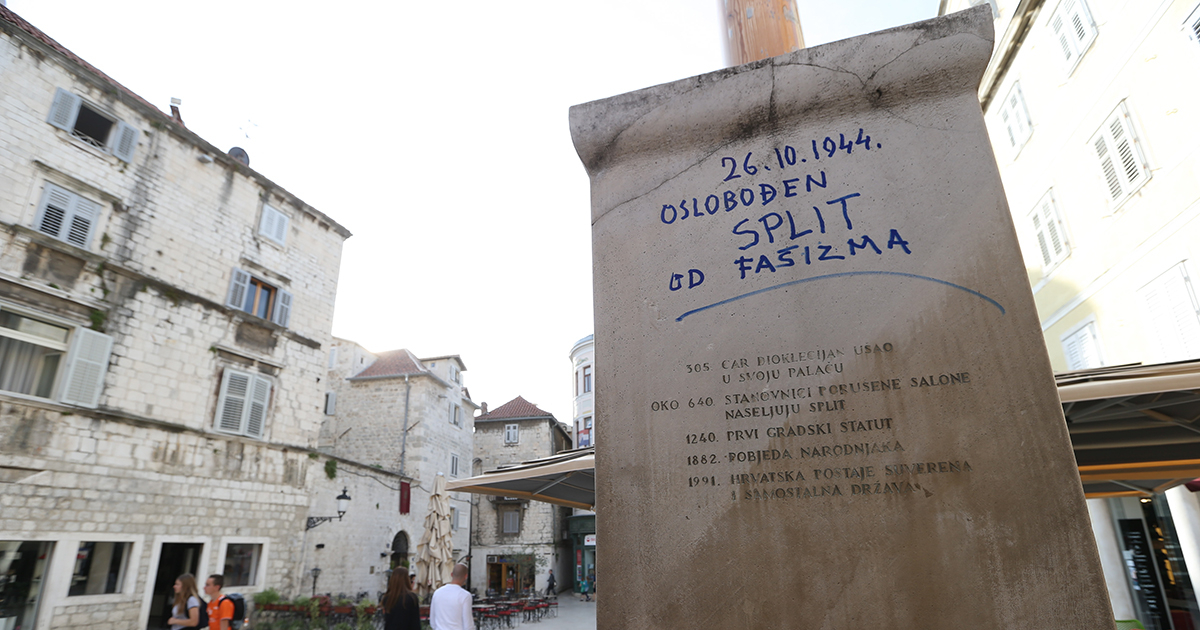 26.10.1944.
OSLOBOĐEN
SPLIT
OD FAŠIZMA
305. CAR DIOKLECIJAN UŠAO
U SVOJU PALAČU
OKO 640. STANOVNICI PORUŠENE SALONE
NASELJUJU SPLIT
1240. PRVI GRADSKI STATUT
1882. POBJEDA NARODNJAKA
1991. HRVATSKA POSTAJE SUVERENA
I SAMOSTALNA DRŽAVA